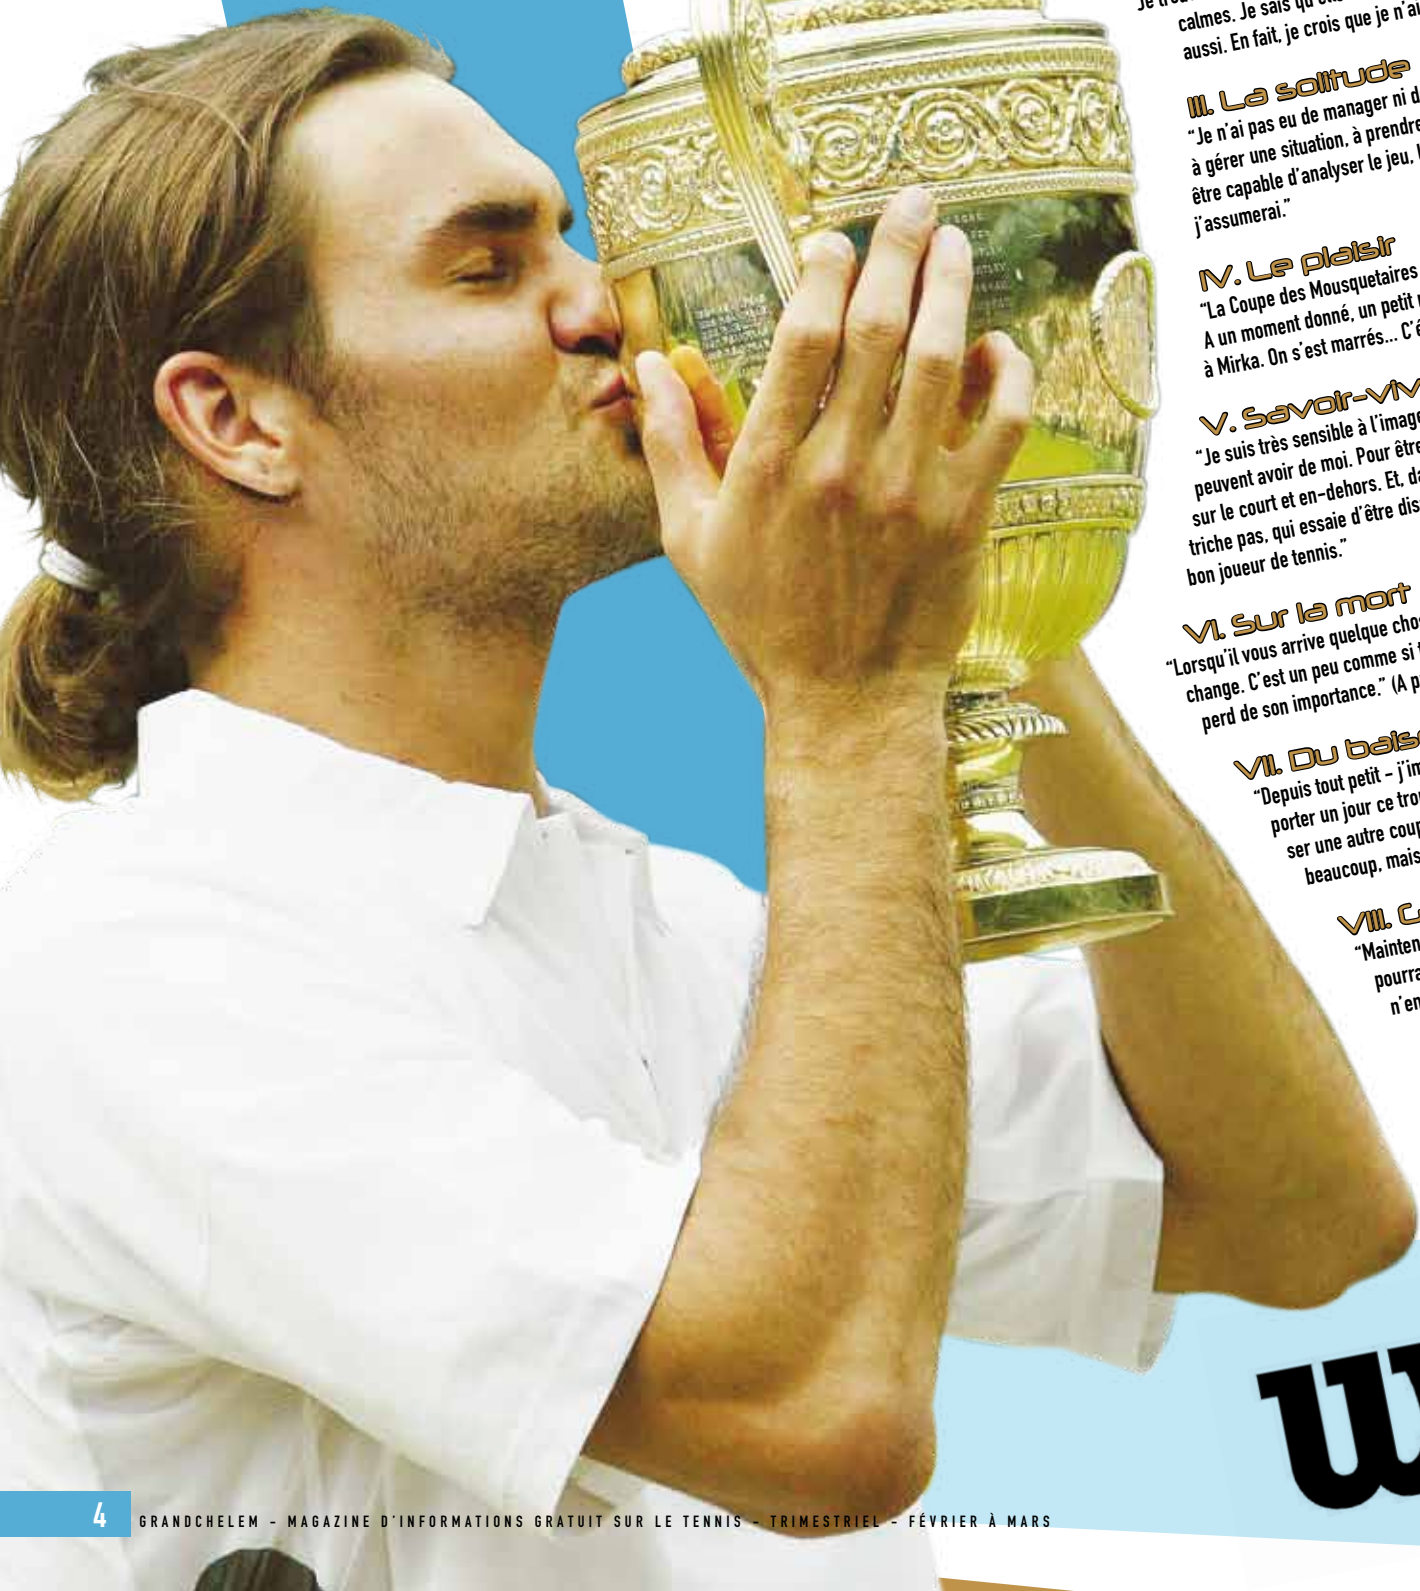 calmes. Je sais qu'
aussi. En fait, je crois que je n'a
III. La solitude
“Je n'ai pas eu de manager ni d
à gérer une situation, à prendre
être capable d'analyser le jeu, l
j'assumerai.”
IV. Le plaisir
“La Coupe des Mousquetaires
A un moment donné, un petit
à Mirka. On s'est marrés... C'é
V. Savoir-viv
“Je suis très sensible à l'image
peuvent avoir de moi. Pour être
sur le court et en-dehors. Et, da
triche pas, qui essaie d'être dis
bon joueur de tennis.”
VI. Sur la mort
“Lorsqu'il vous arrive quelque cho
change. C'est un peu comme si t
perd de son importance.” (A p
VII. Du bais
“Depuis tout petit – j'im
porter un jour ce tro
ser une autre coup
beaucoup, mais
VIII. C
“Mainten
pourra
n'en
w
4 GRANDCHELEM - MAGAZINE D'INFORMATIONS GRATUIT SUR LE TENNIS - TRIMESTRIEL - FÉVRIER À MARS